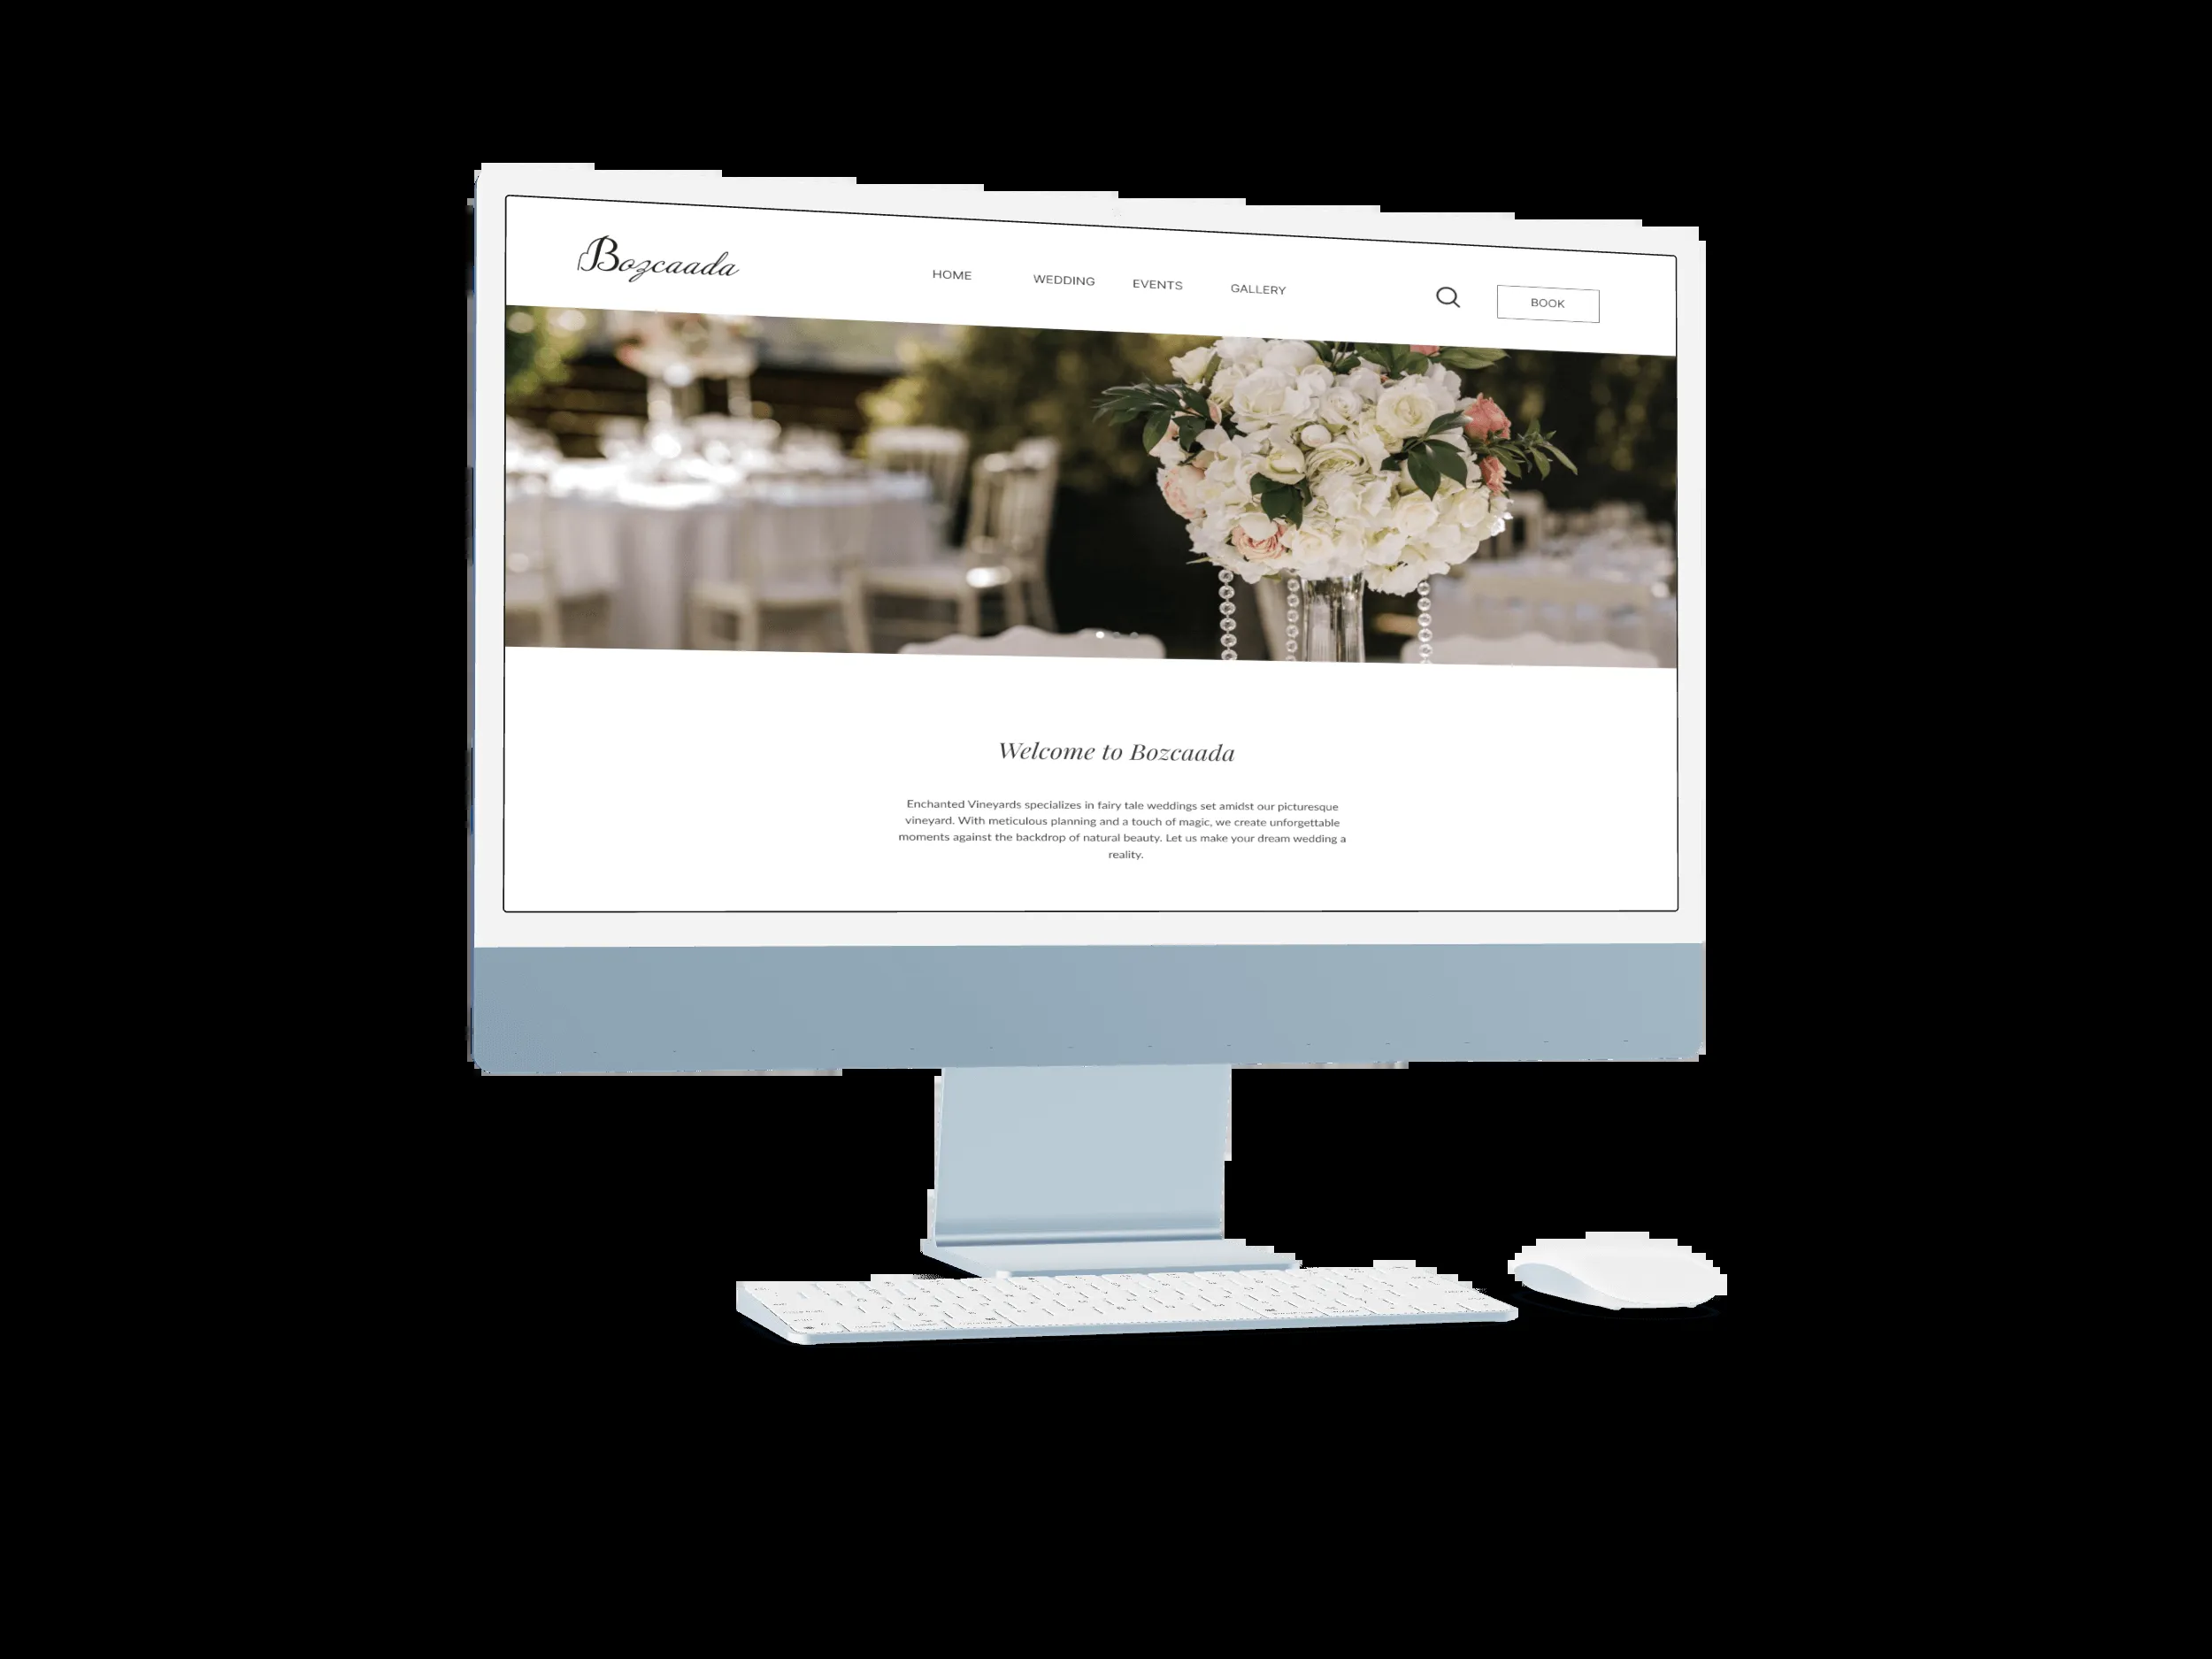 Bozcaada
HOME WEDDING EVENTS GALLERY BOOK
Welcome to Bozcaada
Enchanted Vineyards specializes in fairy tale weddings set amidst our picturesque
vineyard. With meticulous planning and a touch of magic, we create unforgettable
moments against the backdrop of natural beauty. Let us make your dream wedding a
reality.